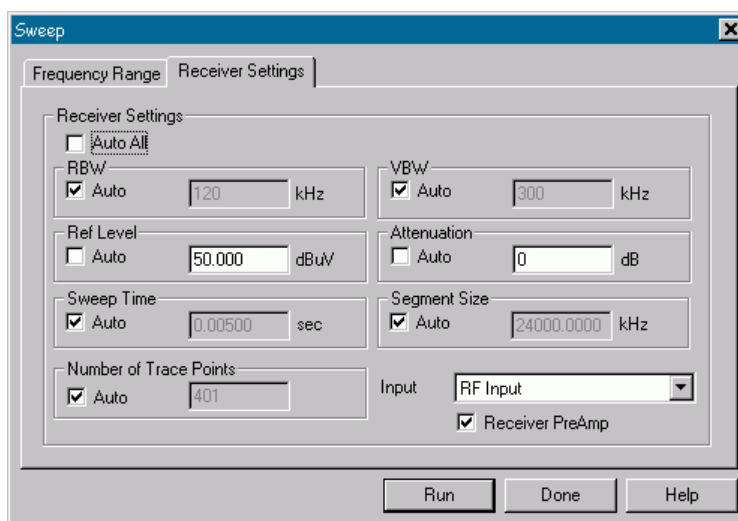 Sweep
Frequency Range
Receiver Settings
Receiver Settings
Auto All
RBW
Auto 120 kHz
VBW
Auto 300 kHz
Ref Level
Auto 50.000 dBuV
Attenuation
Auto 0 dB
Sweep Time
Auto 0.00500 sec
Segment Size
Auto 24000.0000 kHz
Number of Trace Points
Auto 401
Input RF Input
Receiver PreAmp
Run
Done
Help